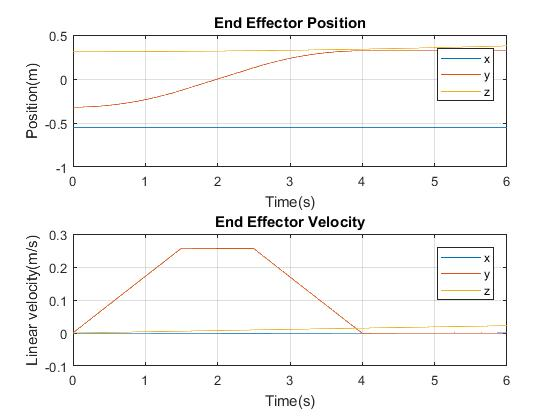 End Effector Position
0.5
0
-0.5
-1
Position(m)
x
y
z
0 1 2 3 4 5 6
Time(s)
End Effector Velocity
0.3
0.2
0.1
0
-0.1
Linear velocity(m/s)
x
y
z
0 1 2 3 4 5 6
Time(s)